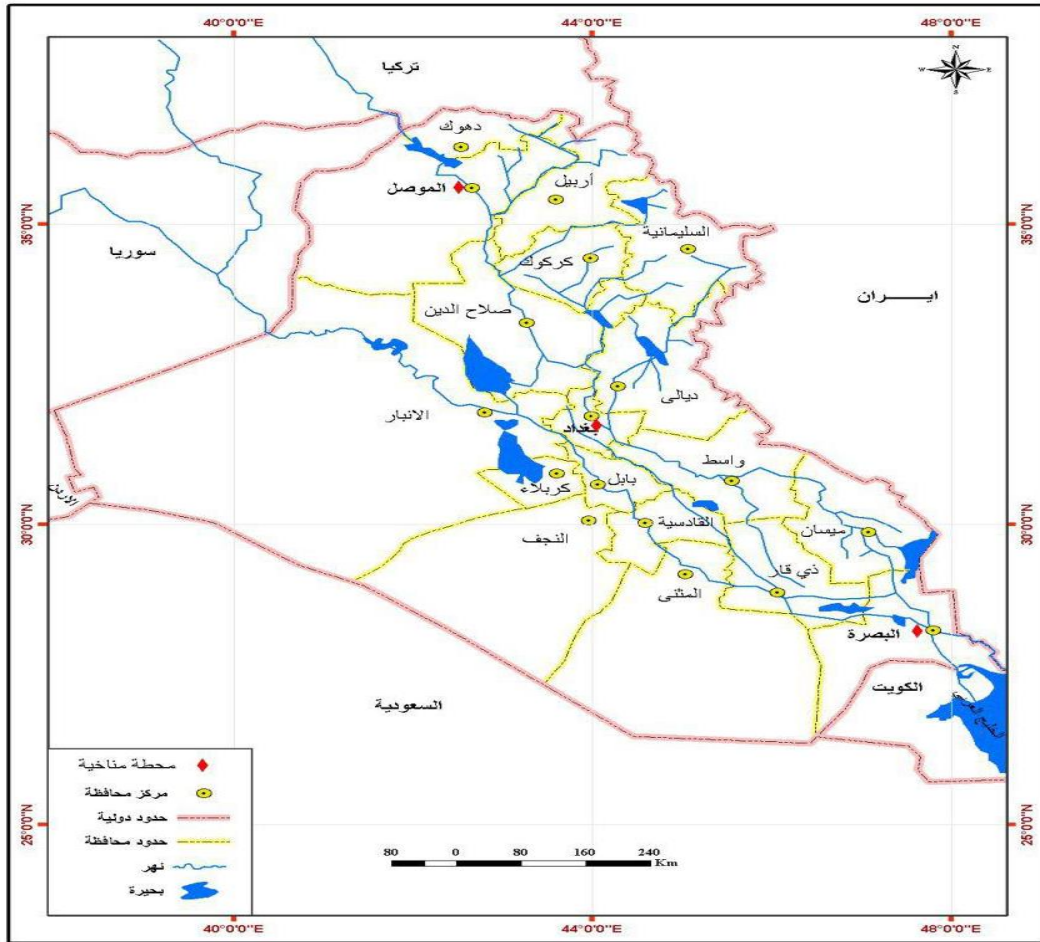 40°0'0"E
44°0'0"E
48°0'0"E
N
W
E
S
تركيا
دهوك
الموصل
أربيل
35°0'0"N
35°0'0"N
السليمانية
سوريا
كركوك
ايـــــران
صلاح الدين
ديالى
الانبار
بغداد
واسط
بابل
كربلاء
الاردن
30°0'0"N
30°0'0"N
القادسية
ميسان
النجف
ذي قار
المثنى
البصرة
الكويت
السعودية
الخليج العربي
محطة مناخية
مركز محافظة
حدود دولية
حدود محافظة
نهر
بحيرة
25°0'0"N
25°0'0"N
80
0
80
160
240
Km
40°0'0"E
44°0'0"E
48°0'0"E